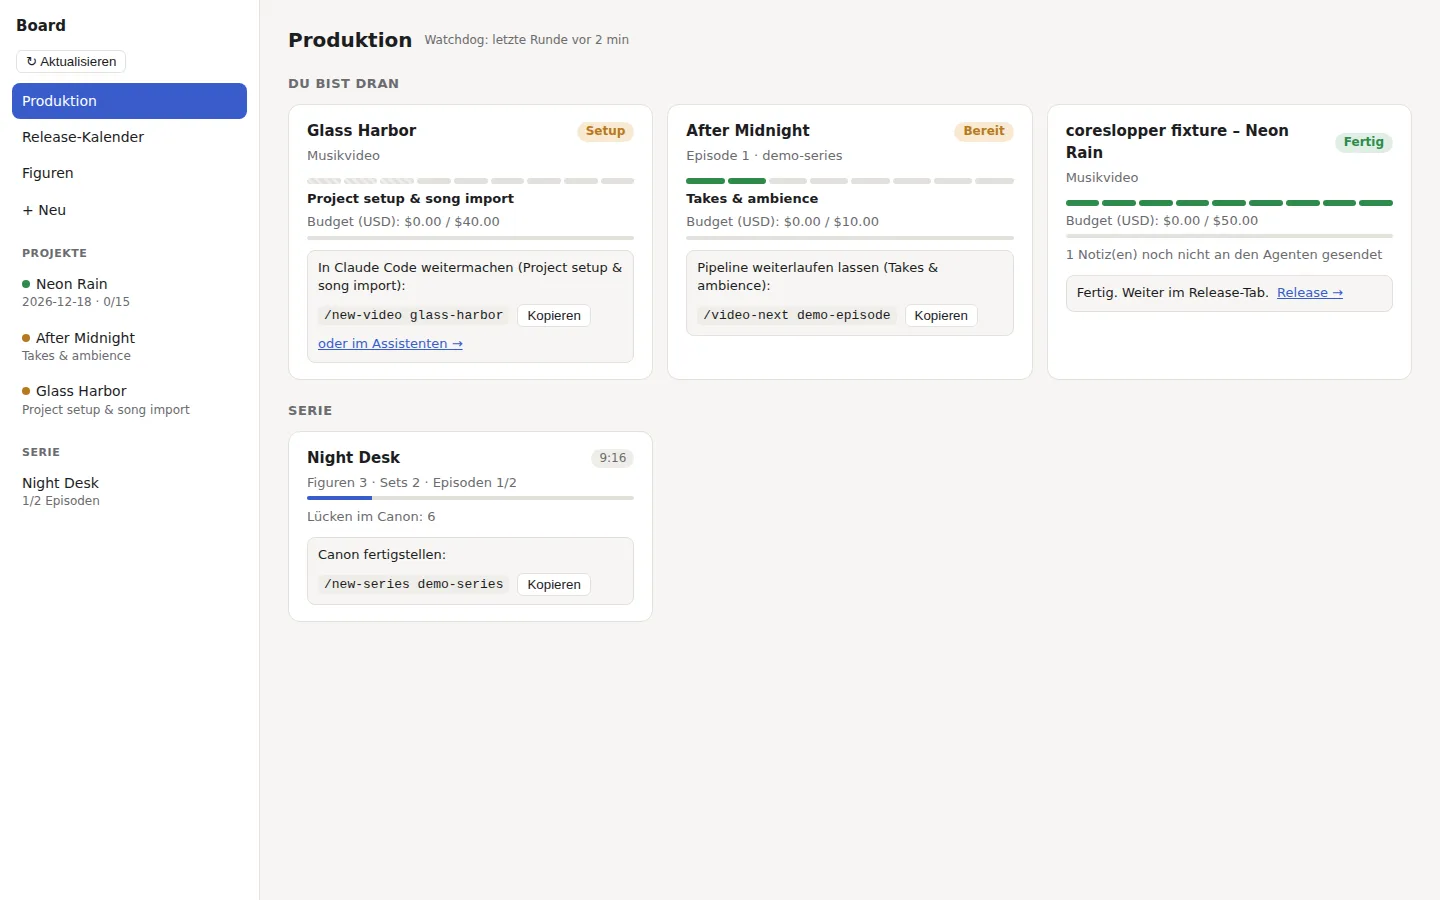 Board
↻ Aktualisieren
Produktion
Release-Kalender
Figuren
+ Neu
PROJEKTE
Neon Rain
2026-12-18 · 0/15
After Midnight
Takes & ambience
Glass Harbor
Project setup & song import
SERIE
Night Desk
1/2 Episoden
Produktion
Watchdog: letzte Runde vor 2 min
DU BIST DRAN
Glass Harbor
Setup
Musikvideo
Project setup & song import
Budget (USD): $0.00 / $40.00
In Claude Code weitermachen (Project setup &
song import):
/new-video glass-harbor
Kopieren
oder im Assistenten →
After Midnight
Bereit
Episode 1 · demo-series
Takes & ambience
Budget (USD): $0.00 / $10.00
Pipeline weiterlaufen lassen (Takes &
ambience):
/video-next demo-episode
Kopieren
coreslopper fixture – Neon
Rain
Fertig
Musikvideo
Budget (USD): $0.00 / $50.00
1 Notiz(en) noch nicht an den Agenten gesendet
Fertig. Weiter im Release-Tab. Release →
SERIE
Night Desk
9:16
Figuren 3 · Sets 2 · Episoden 1/2
Lücken im Canon: 6
Canon fertigstellen:
/new-series demo-series
Kopieren